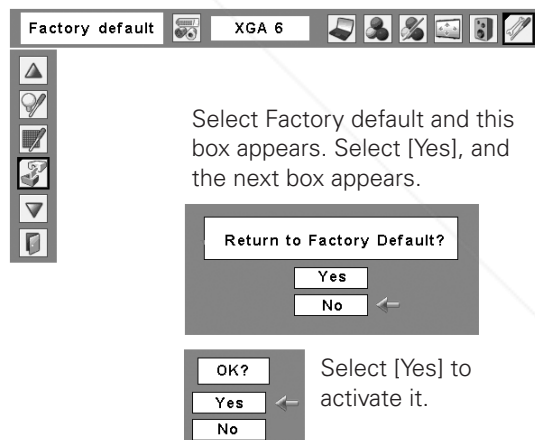 Factory default XGA 6
Select Factory default and this
box appears. Select [Yes], and
the next box appears.
Return to Factory Default?
Yes
No
OK?
Yes
No
Select [Yes] to
activate it.